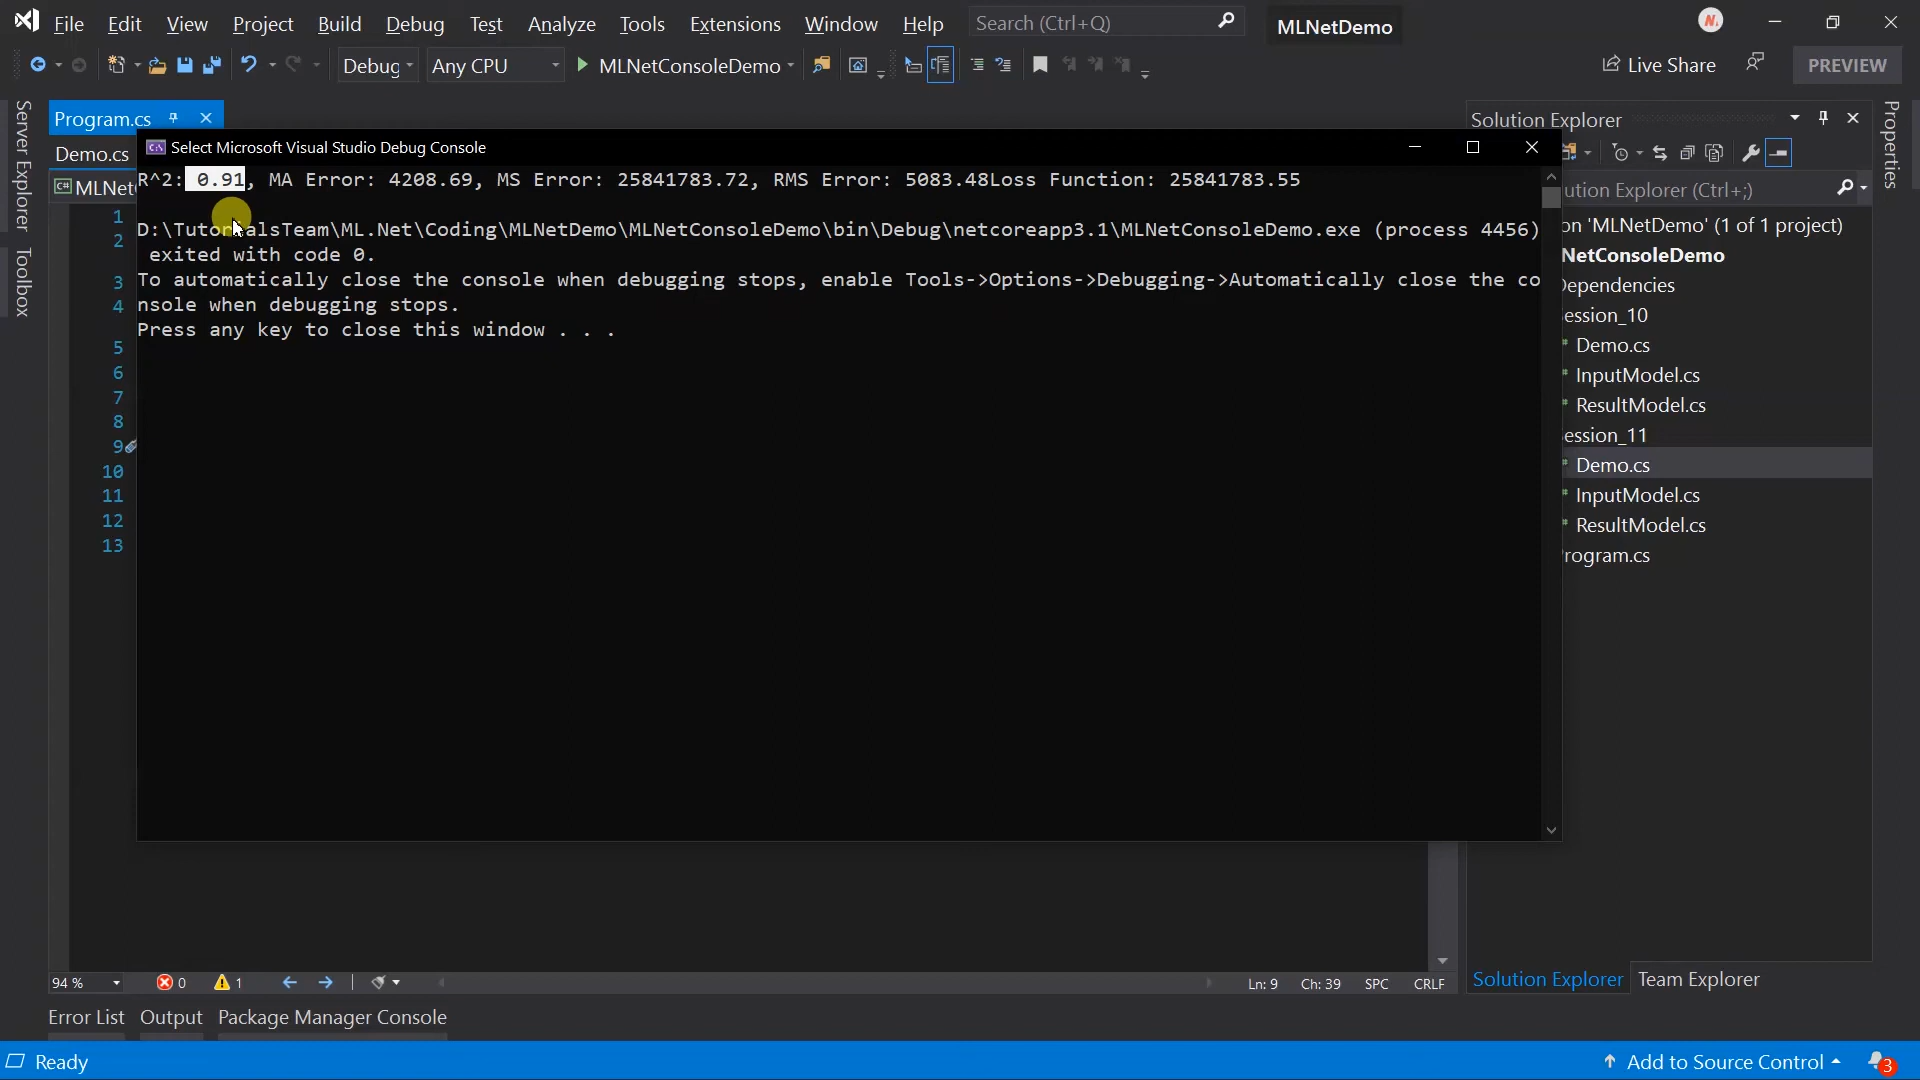 File Edit View Project Build Debug Test Analyze Tools Extensions Window Help Search (Ctrl+Q) MLNetDemo
Debug Any CPU MLNetConsoleDemo Live Share PREVIEW
Server Explorer
Toolbox
Program.cs
Demo.cs
MLNet
Select Microsoft Visual Studio Debug Console
R^2: 0.91, MA Error: 4208.69, MS Error: 25841783.72, RMS Error: 5083.48Loss Function: 25841783.55
D:\TutorialsTeam\ML.Net\Coding\MLNetDemo\MLNetConsoleDemo\bin\Debug\netcoreapp3.1\MLNetConsoleDemo.exe (process 4456)
exited with code 0.
To automatically close the console when debugging stops, enable Tools->Options->Debugging->Automatically close the co
nsole when debugging stops.
Press any key to close this window . . .
1
2
3
4
5
6
7
8
9
10
11
12
13
Solution Explorer
ution Explorer (Ctrl+;)
on 'MLNetDemo' (1 of 1 project)
NetConsoleDemo
Dependencies
ession_10
Demo.cs
InputModel.cs
ResultModel.cs
ession_11
Demo.cs
InputModel.cs
ResultModel.cs
rogram.cs
Properties
94 % 0 1 Ln: 9 Ch: 39 SPC CRLF
Solution Explorer Team Explorer
Error List Output Package Manager Console
Ready Add to Source Control 3